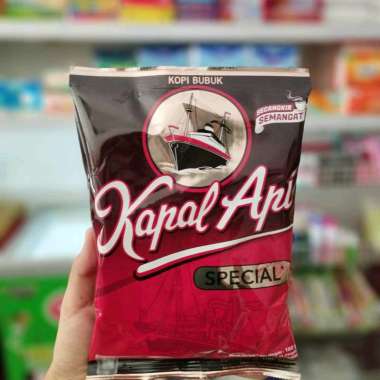 KOPI BUBUK
SECANGKIR
SEMANGAT
Kapal Api
SPECIAL